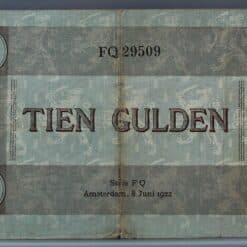 FQ 29509
TIEN GULDEN
Serie FQ
Amsterdam, 8 Juni 1922